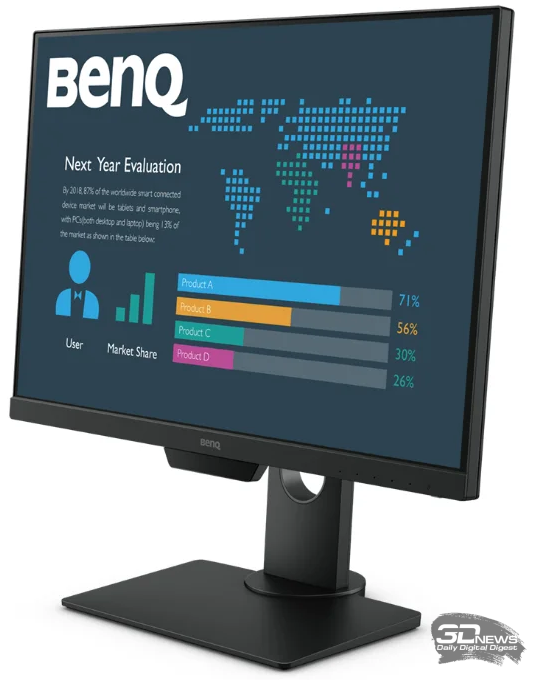 BenQ
Next Year Evaluation
By 2018, 87% of the worldwide smart connected
device market will be tablets and smartphone,
with PCs(both desktop and laptop) being 13% of
the market as shown in the table below:
Product A
71%
Product B
56%
Product C
30%
Product D
26%
User
Market Share
BenQ
3DNEWS
Daily Digital Digest